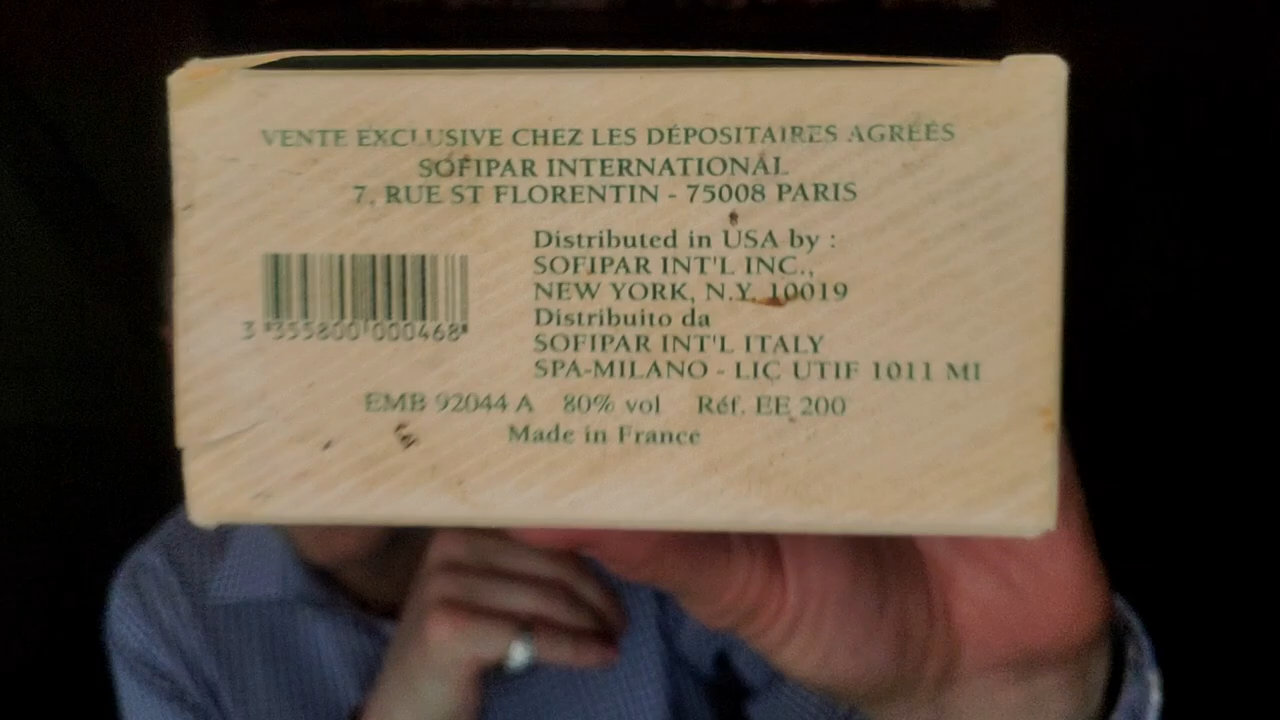 VENTE EXCLUSIVE CHEZ LES DÉPOSITAIRES AGRÉÉS
SOFIPAR INTERNATIONAL
7, RUE ST FLORENTIN - 75008 PARIS
Distributed in USA by :
SOFIPAR INT'L INC.,
NEW YORK, N.Y. 10019
Distribuito da
SOFIPAR INT'L ITALY
SPA-MILANO - LIC UTIF 1011 MI
3 355800 000468
EMB 92044 A 80% vol Réf. EE 200
Made in France